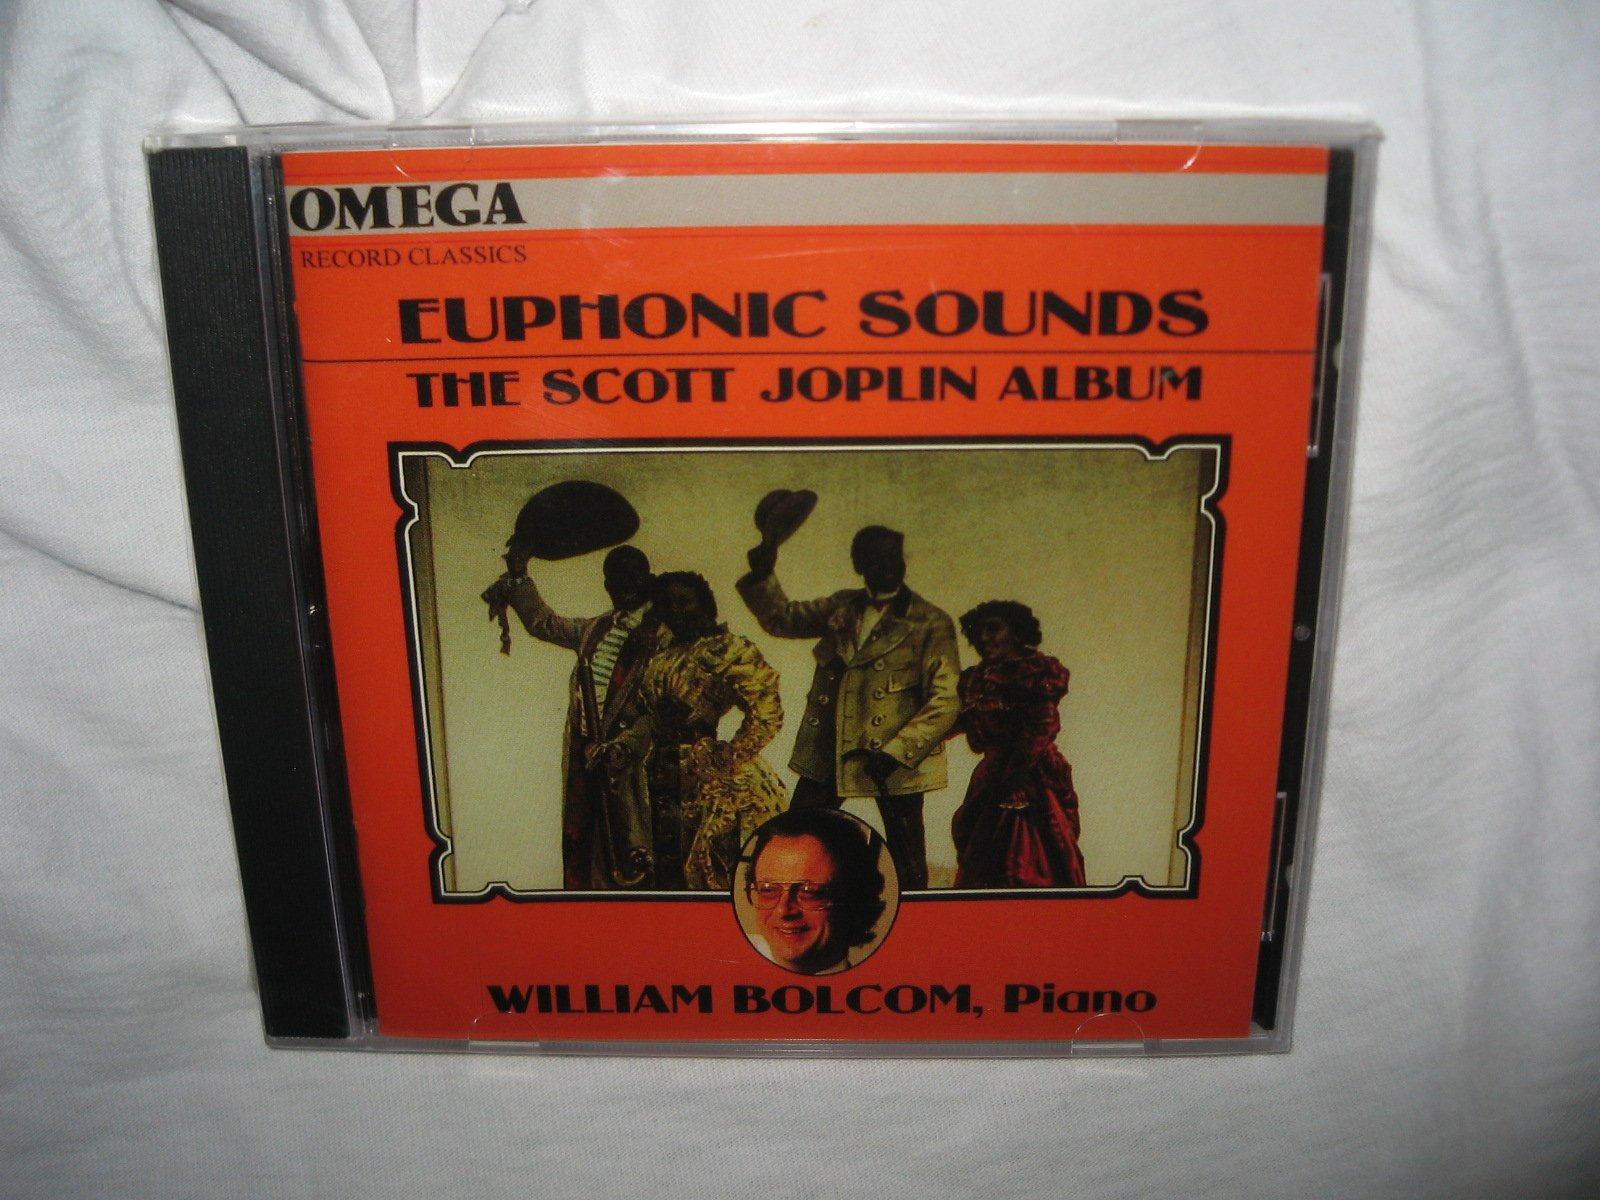 OMEGA
RECORD CLASSICS
EUPHONIC SOUNDS
THE SCOTT JOPLIN ALBUM
WILLIAM BOLCOM, Piano